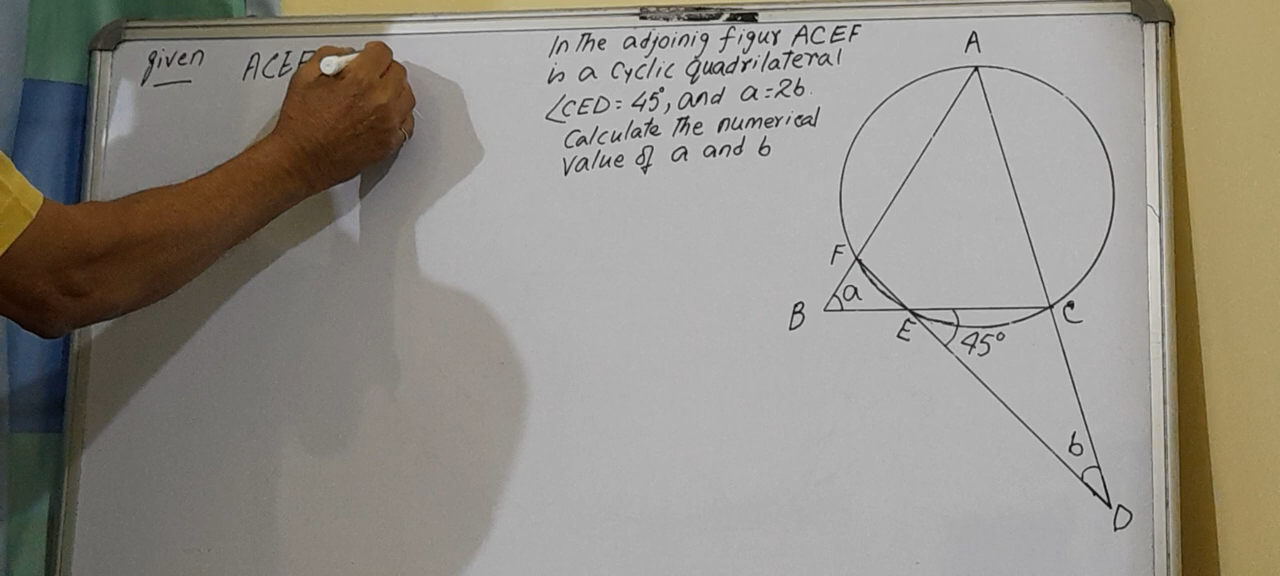 given ACEF
In The adjoinig figur ACEF
is a cyclic quadrilateral
∠CED = 45°, and a = 2b.
Calculate The numerical
value of a and b
A
F
B
a
E
45°
C
b
D